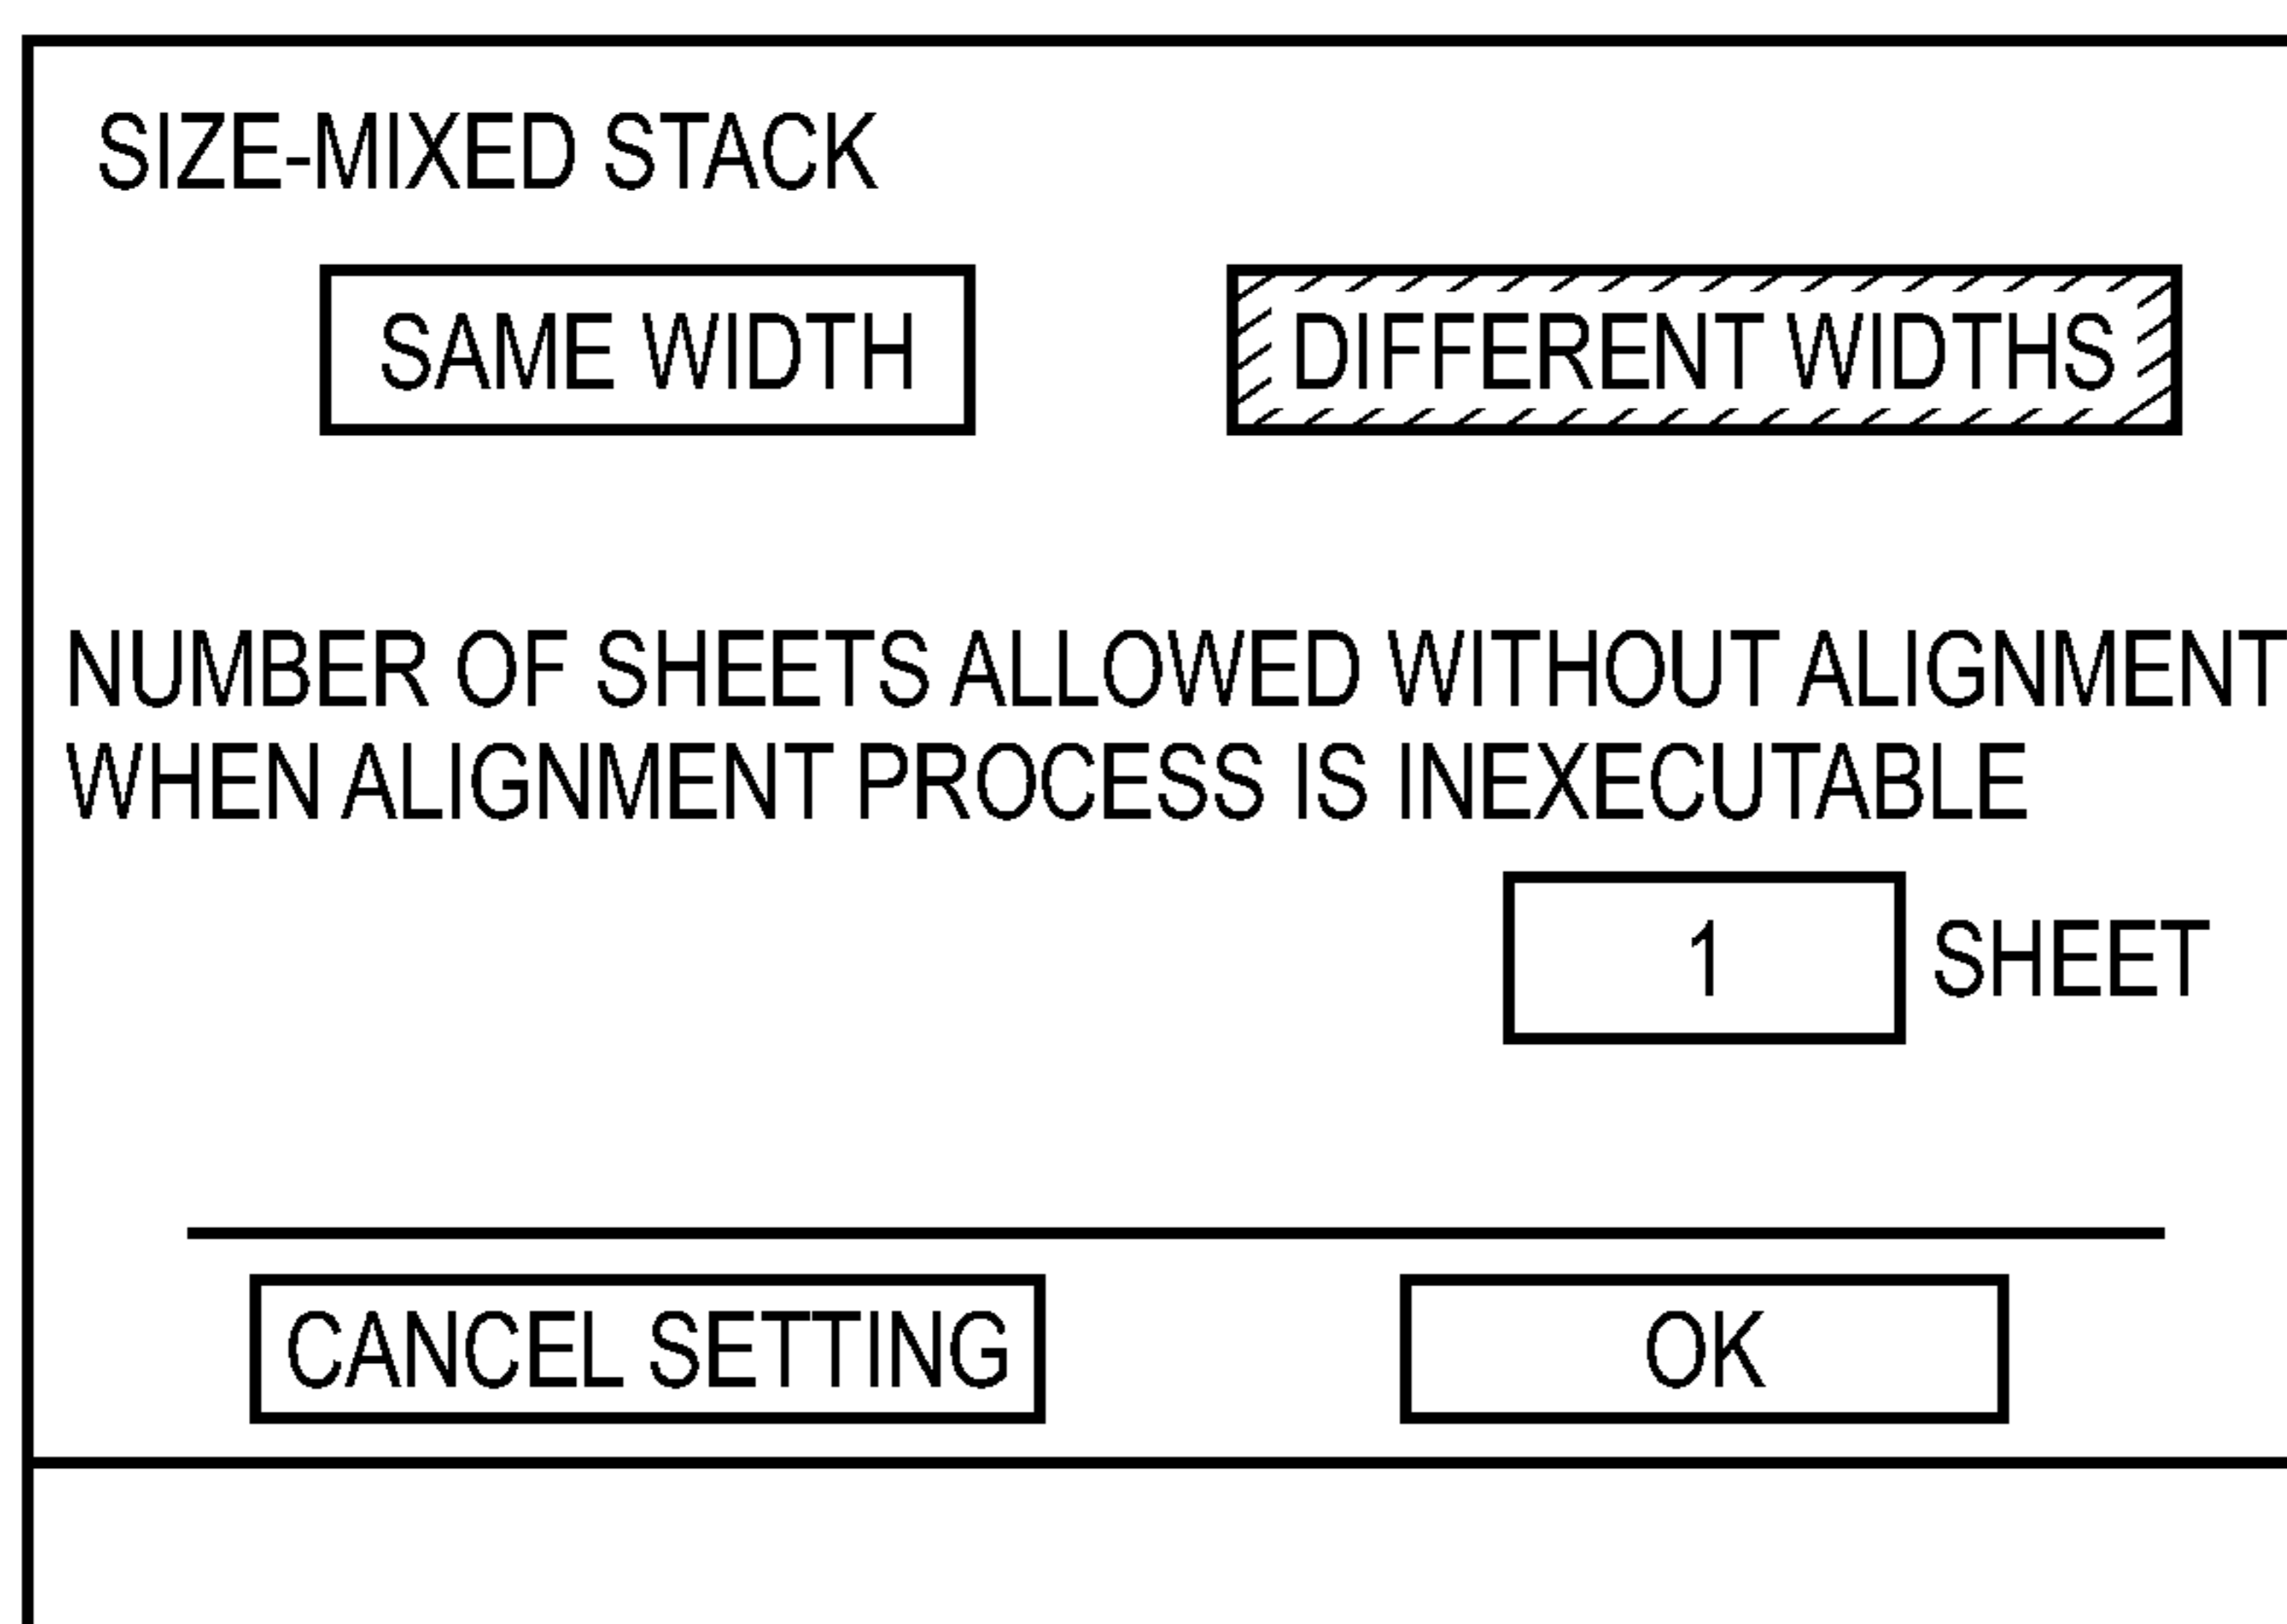 SIZE-MIXED STACK
SAME WIDTH DIFFERENT WIDTHS
NUMBER OF SHEETS ALLOWED WITHOUT ALIGNMENT
WHEN ALIGNMENT PROCESS IS INEXECUTABLE
1 SHEET
CANCEL SETTING OK